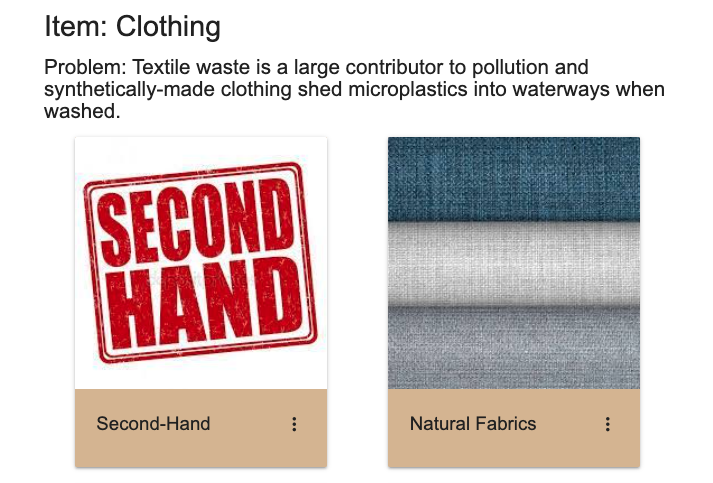 Item: Clothing
Problem: Textile waste is a large contributor to pollution and
synthetically-made clothing shed microplastics into waterways when
washed.
SECOND
HAND
Second-Hand
Natural Fabrics